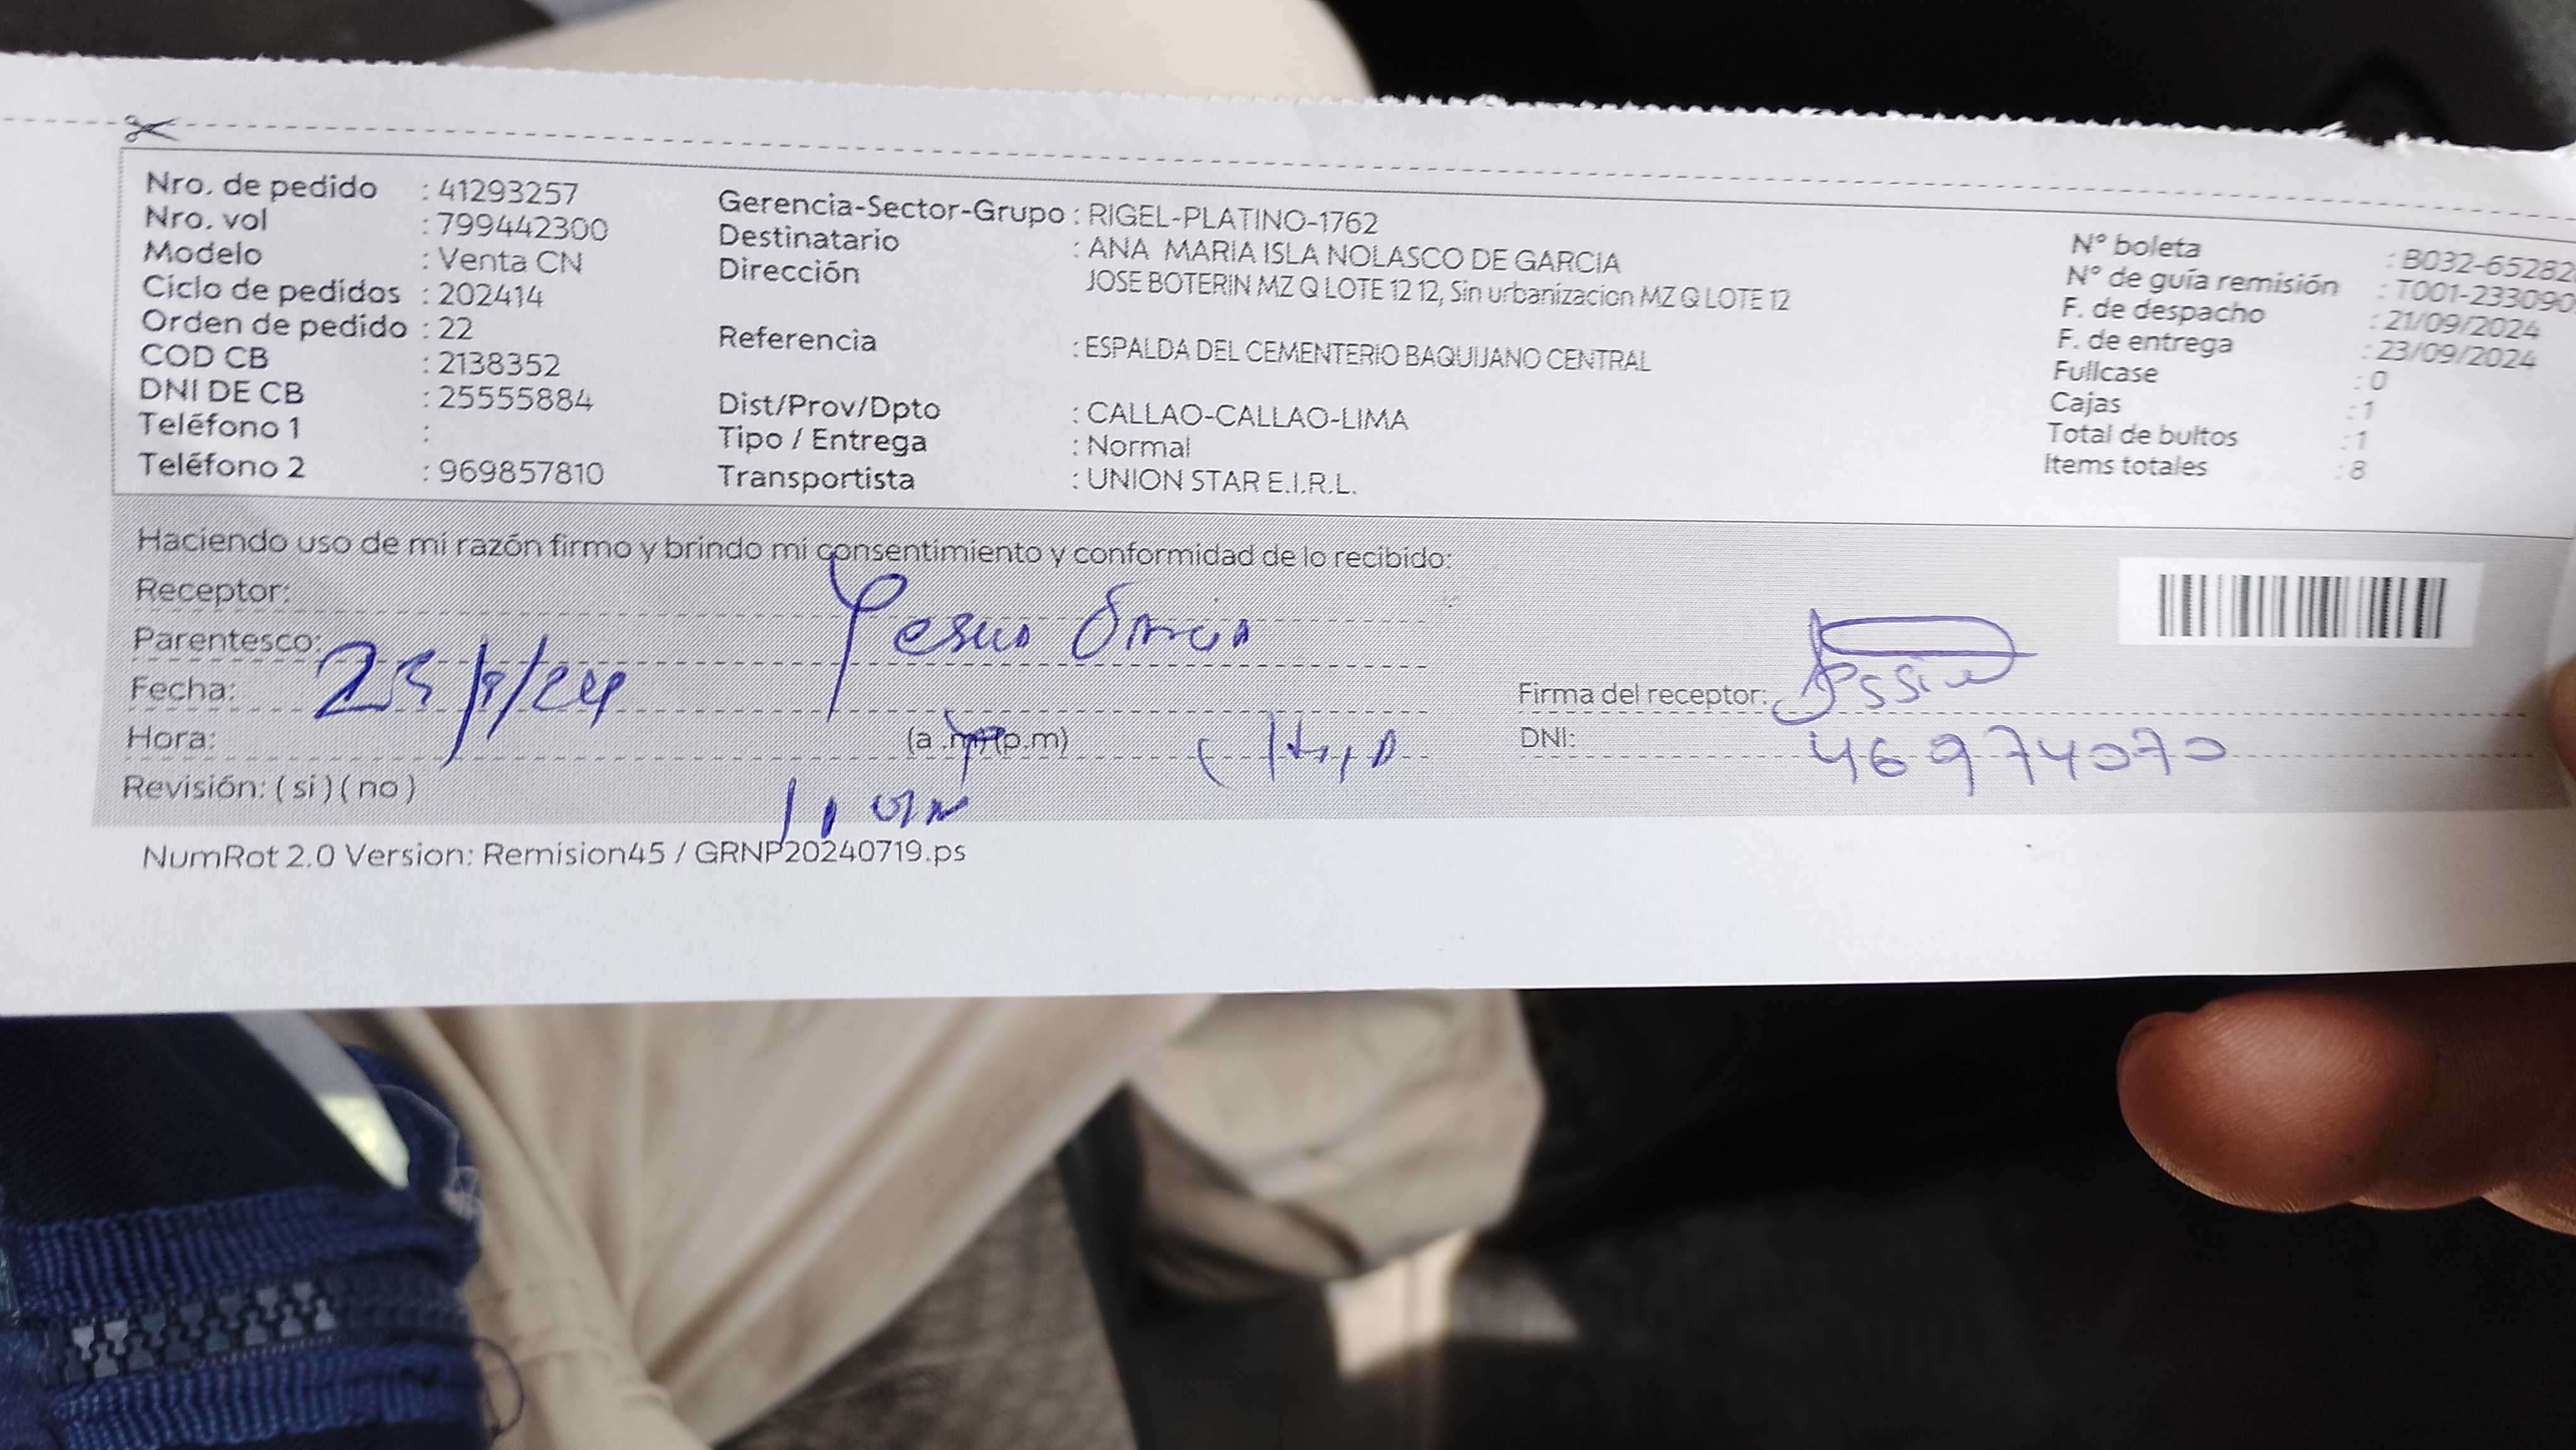 Nro. de pedido : 41293257
Nro. vol : 799442300
Modelo : Venta CN
Ciclo de pedidos : 202414
Orden de pedido : 22
COD CB : 2138352
DNI DE CB : 25555884
Teléfono 1 :
Teléfono 2 : 969857810
Gerencia-Sector-Grupo : RIGEL-PLATINO-1762
Destinatario : ANA MARIA ISLA NOLASCO DE GARCIA
Dirección JOSE BOTERIN MZ Q LOTE 12 12, Sin urbanizacion MZ Q LOTE 12
Referencia : ESPALDA DEL CEMENTERIO BAQUIJANO CENTRAL
Dist/Prov/Dpto : CALLAO-CALLAO-LIMA
Tipo / Entrega : Normal
Transportista : UNION STAR E.I.R.L.
N° boleta : B032-65282
N° de guía remisión : T001-233090
F. de despacho : 21/09/2024
F. de entrega : 23/09/2024
Fullcase : 0
Cajas : 1
Total de bultos : 1
Items totales : 8
Haciendo uso de mi razón firmo y brindo mi consentimiento y conformidad de lo recibido:
Receptor:
Parentesco:
Fecha:
Hora: (a .m) (p.m)
Revisión: ( si ) ( no )
Firma del receptor:
DNI: 46974070
NumRot 2.0 Version: Remision45 / GRNP20240719.ps